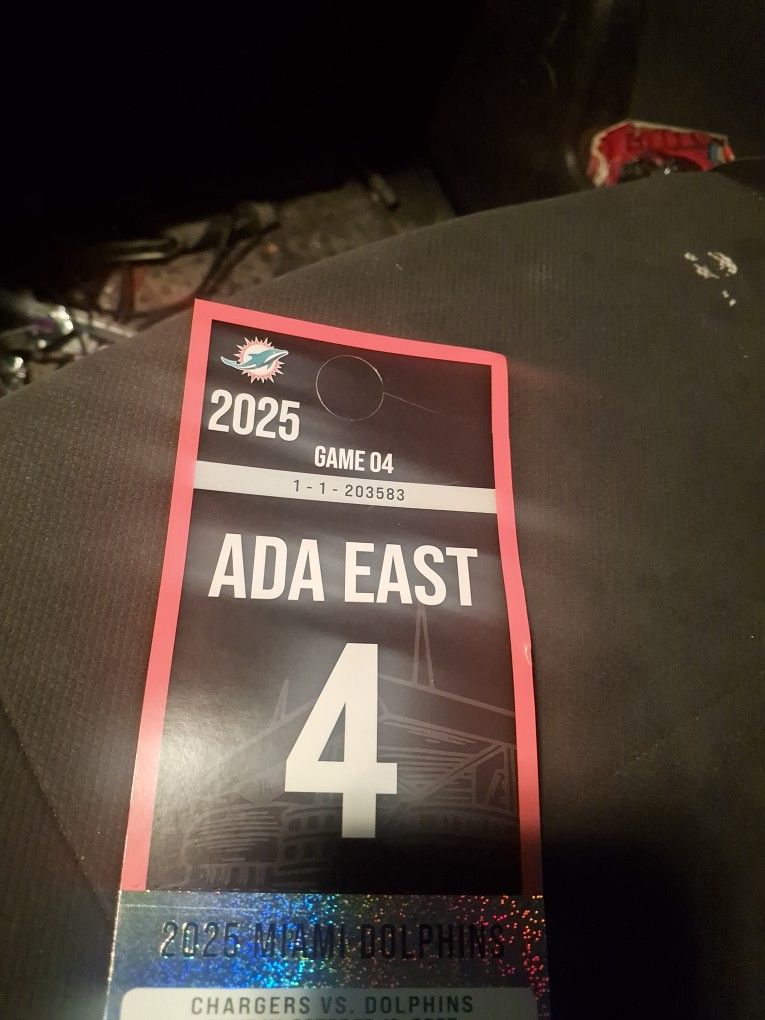 2025
GAME 04
1 - 1 - 203583
ADA EAST
4
2025 MIAMI DOLPHINS
CHARGERS VS. DOLPHINS